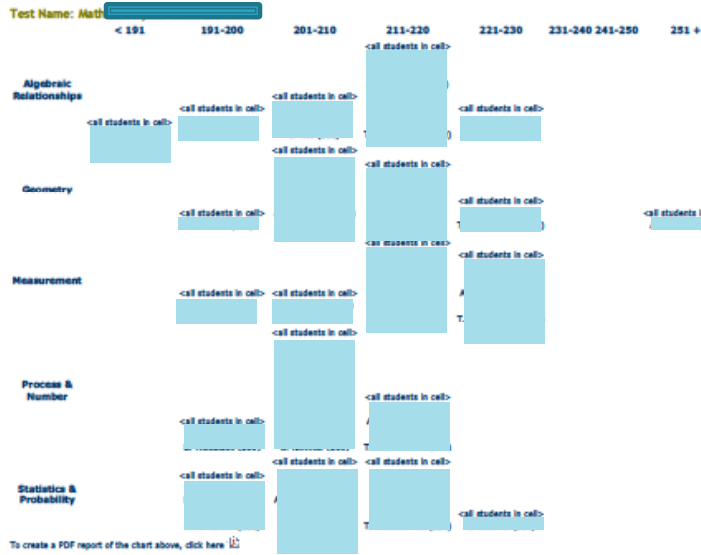 Test Name: Math
< 191 191-200 201-210 211-220 221-230 231-240 241-250 251 +
<all students in cell>
Algebraic
Relationships
<all students in cell>
<all students in cell> <all students in cell>
<all students in cell>
<all students in cell>
<all students in cell>
Geometry
<all students in cell> <all students in cell> <all students i
<all students in cell>
<all students in cell>
Measurement
<all students in cell> <all students in cell>
<all students in cell>
Process &
Number
<all students in cell>
<all students in cell>
<all students in cell> <all students in cell>
<all students in cell>
Statistics &
Probability
<all students in cell>
To create a PDF report of the chart above, click here